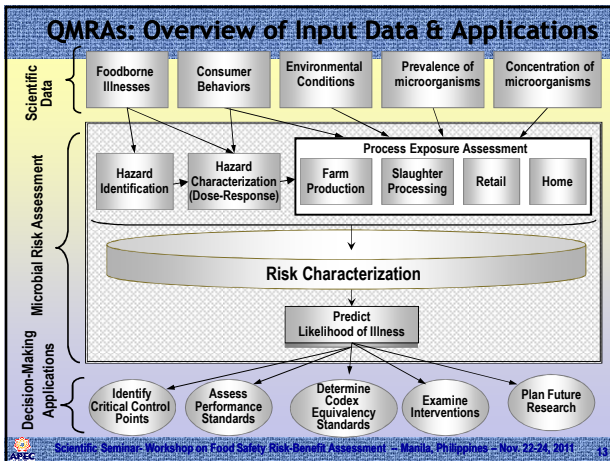 QMRAs: Overview of Input Data & Applications
Scientific
Data
Foodborne
Illnesses
Consumer
Behaviors
Environmental
Conditions
Prevalence of
microorganisms
Concentration of
microorganisms
Microbial Risk Assessment
Process Exposure Assessment
Hazard
Identification
Hazard
Characterization
(Dose-Response)
Farm
Production
Slaughter
Processing
Retail
Home
Risk Characterization
Predict
Likelihood of Illness
Decision-Making
Applications
Identify
Critical Control
Points
Assess
Performance
Standards
Determine
Codex
Equivalency
Standards
Examine
Interventions
Plan Future
Research
APEC
Scientific Seminar- Workshop on Food Safety Risk-Benefit Assessment – Manila, Philippines – Nov. 22-24, 2011
13